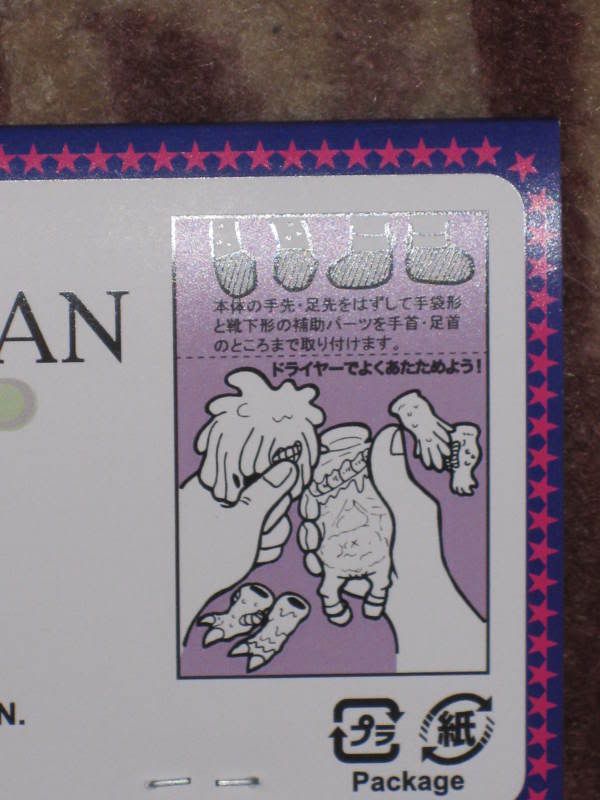 AN
本体の手先・足先をはずして手袋形
と靴下形の補助パーツを手首・足首
のところまで取り付けます。
ドライヤーでよくあたためよう！
N.
プラ
紙
Package